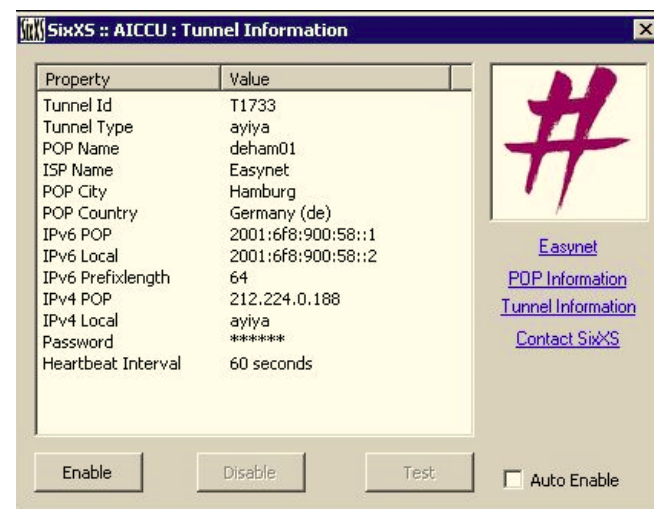 SixXS :: AICCU : Tunnel Information
Property Value
Tunnel Id T1733
Tunnel Type ayiya
POP Name deham01
ISP Name Easynet
POP City Hamburg
POP Country Germany (de)
IPv6 POP 2001:6f8:900:58::1
IPv6 Local 2001:6f8:900:58::2
IPv6 Prefixlength 64
IPv4 POP 212.224.0.188
IPv4 Local ayiya
Password ******
Heartbeat Interval 60 seconds
#
Easynet
POP Information
Tunnel Information
Contact SixXS
Enable Disable Test Auto Enable